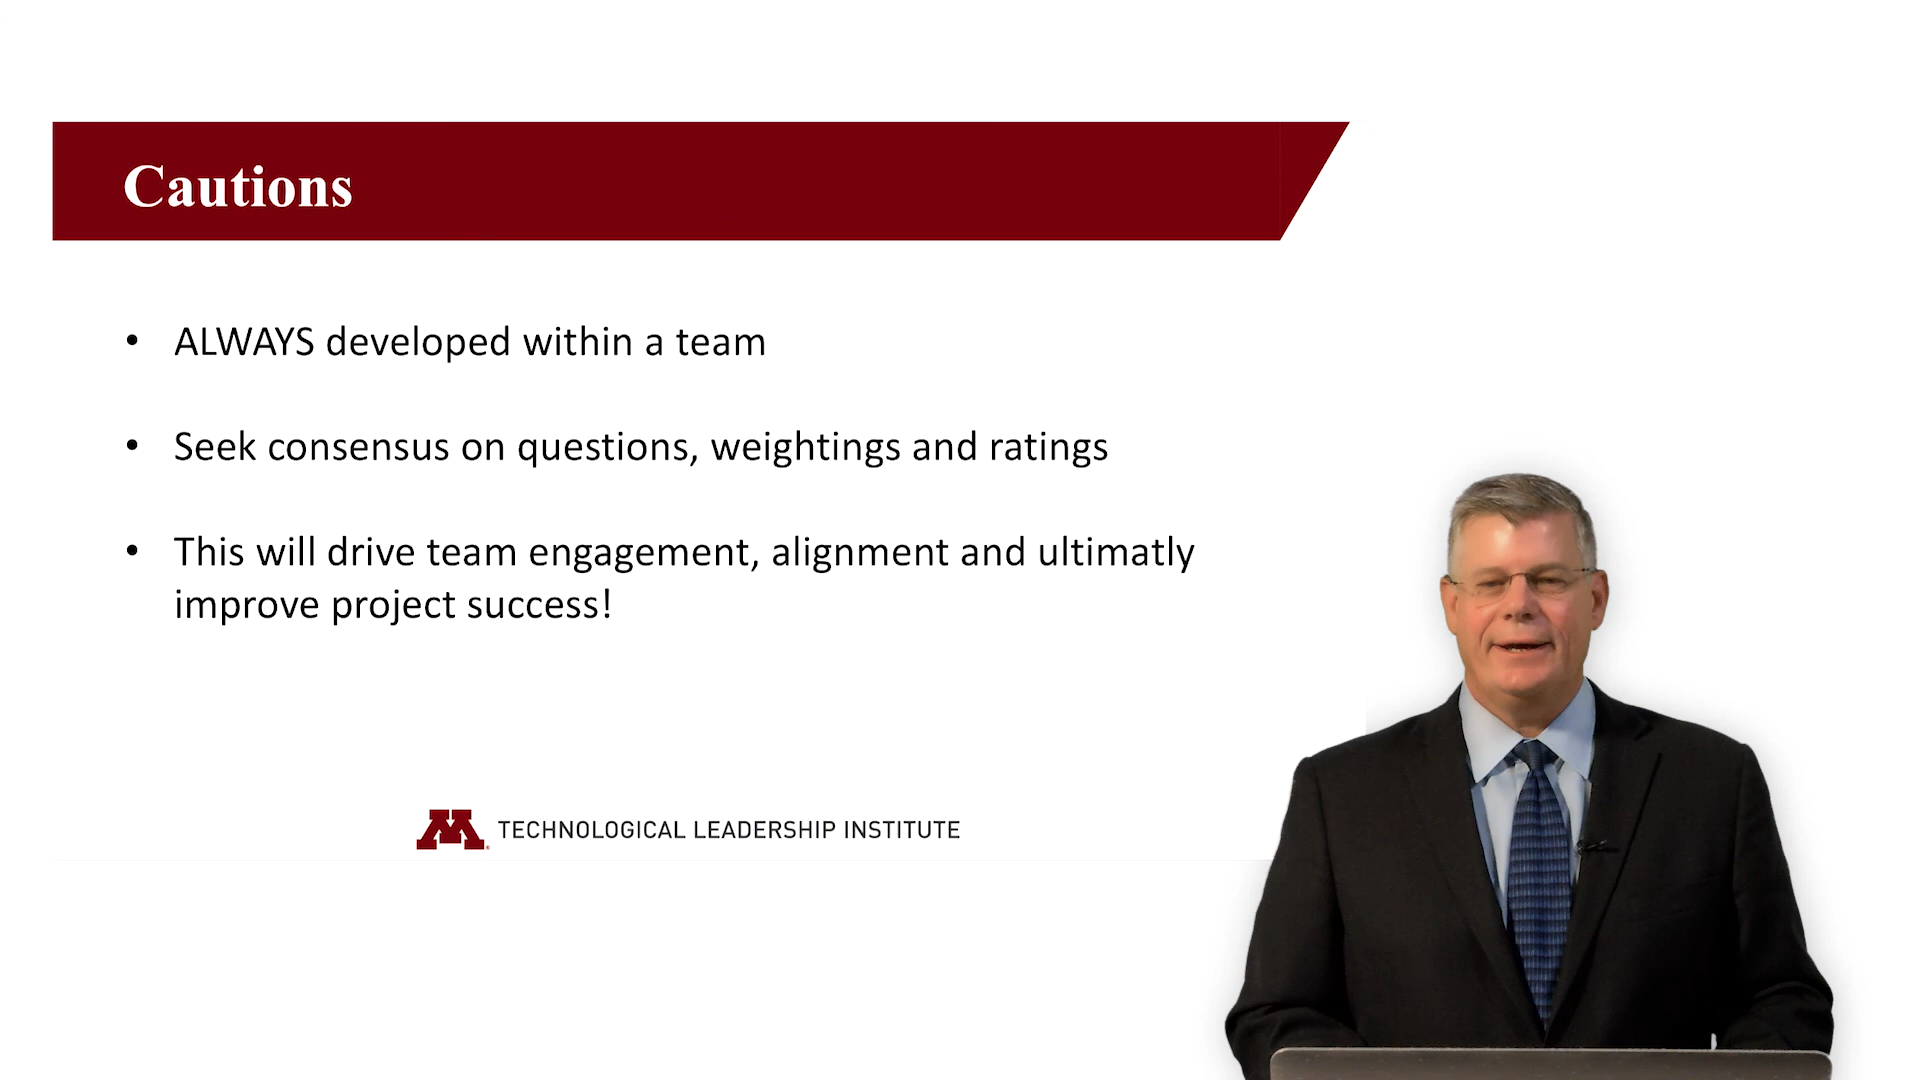 Cautions
• ALWAYS developed within a team
• Seek consensus on questions, weightings and ratings
• This will drive team engagement, alignment and ultimatly
improve project success!
M TECHNOLOGICAL LEADERSHIP INSTITUTE